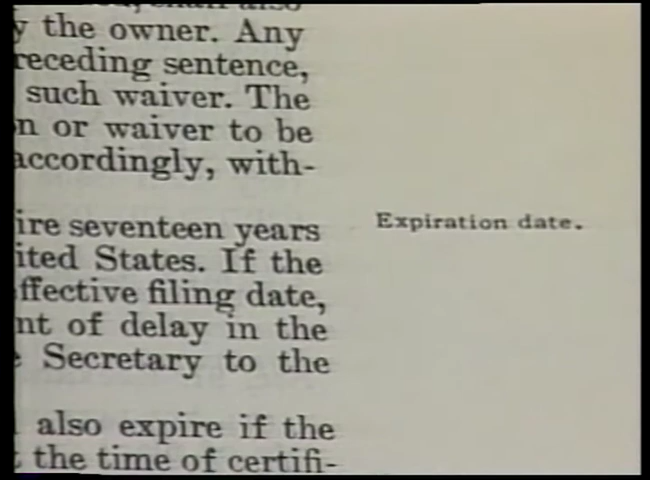 y the owner. Any
receding sentence,
such waiver. The
n or waiver to be
accordingly, with-
ire seventeen years
Expiration date.
ited States. If the
ffective filing date,
nt of delay in the
Secretary to the
also expire if the
the time of certifi-